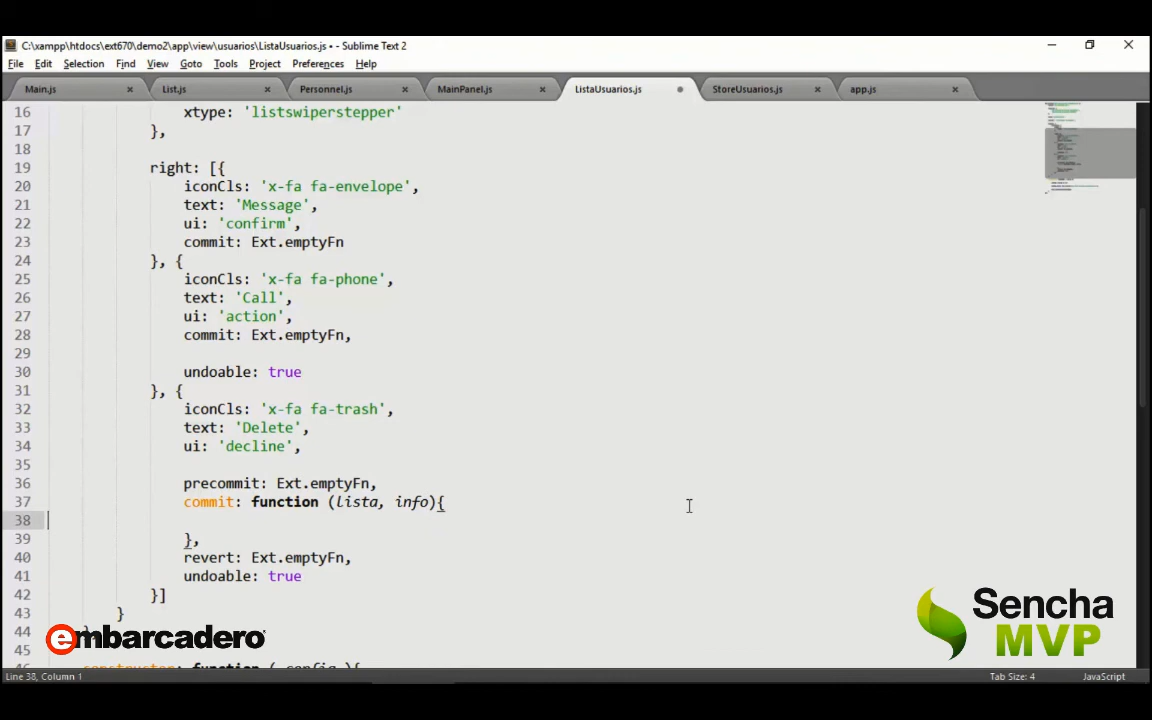 C:\xampp\htdocs\ext670\demo2\app\view\usuarios\ListaUsuarios.js • - Sublime Text 2
File Edit Selection Find View Goto Tools Project Preferences Help
Main.js × List.js × Personnel.js × MainPanel.js × ListaUsuarios.js StoreUsuarios.js × app.js ×
16 xtype: 'listswiperstepper'
17 },
18
19 right: [{
20 iconCls: 'x-fa fa-envelope',
21 text: 'Message',
22 ui: 'confirm',
23 commit: Ext.emptyFn
24 }, {
25 iconCls: 'x-fa fa-phone',
26 text: 'Call',
27 ui: 'action',
28 commit: Ext.emptyFn,
29
30 undoable: true
31 }, {
32 iconCls: 'x-fa fa-trash',
33 text: 'Delete',
34 ui: 'decline',
35
36 precommit: Ext.emptyFn,
37 commit: function (lista, info){
38
39 },
40 revert: Ext.emptyFn,
41 undoable: true
42 }]
43 }
44
45
constructor: function ( config ){
embarcadero
Sencha
MVP
Line 38, Column 1 Tab Size: 4 JavaScript